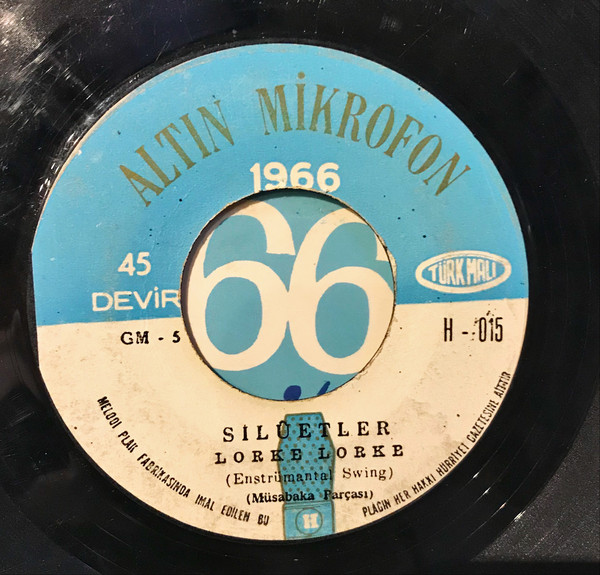 ALTIN MİKROFON
1966
66
45
DEVİR
TÜRK MALI
GM - 5
H - 015
SİLÜETLER
LORKE LORKE
(Enstrümantal Swing)
(Müsabaka Parçası)
H
MELODİ PLAK FABRİKASINDA İMAL EDİLEN BU
PLAĞIN HER HAKKI HÜRRİYET GAZETESİNE AİTTİR